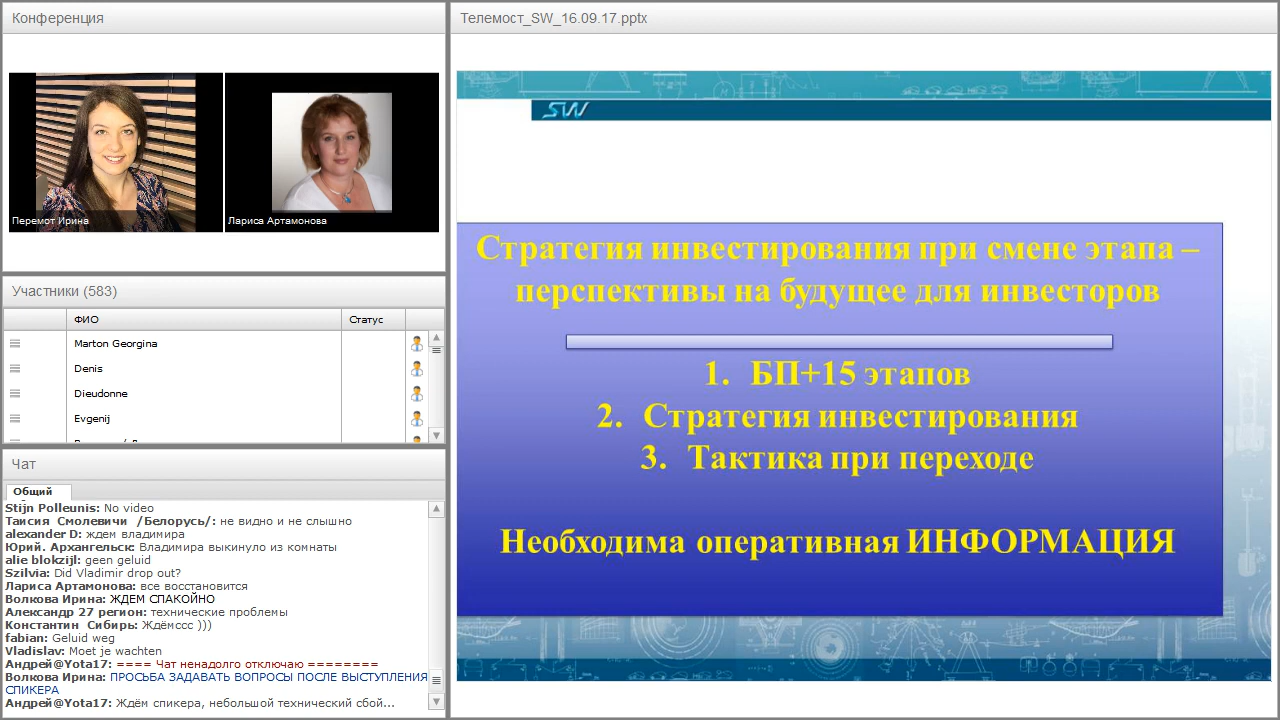 Конференция
Перемот Ирина
Лариса Артамонова
Участники (583)
ФИО
Статус
Marton Georgina
Denis
Dieudonne
Evgenij
Чат
Общий
Stijn Polleunis: No video
Таисия Смолевичи /Белорусь/: не видно и не слышно
alexander D: ждем владимира
Юрий. Архангельск: Владимира выкинуло из комнаты
alie blokzijl: geen geluid
Szilvia: Did Vladimir drop out?
Лариса Артамонова: все восстановится
Волкова Ирина: ЖДЕМ СПАКОЙНО
Александр 27 регион: технические проблемы
Константин Сибирь: Ждёмссс )))
fabian: Geluid weg
Vladislav: Moet je wachten
Андрей@Yota17: ==== Чат ненадолго отключаю ========
Волкова Ирина: ПРОСЬБА ЗАДАВАТЬ ВОПРОСЫ ПОСЛЕ ВЫСТУПЛЕНИЯ
СПИКЕРА
Андрей@Yota17: Ждём спикера, небольшой технический сбой...
Телемост_SW_16.09.17.pptx
SW
Стратегия инвестирования при смене этапа –
перспективы на будущее для инвесторов
1. БП+15 этапов
2. Стратегия инвестирования
3. Тактика при переходе
Необходима оперативная ИНФОРМАЦИЯ